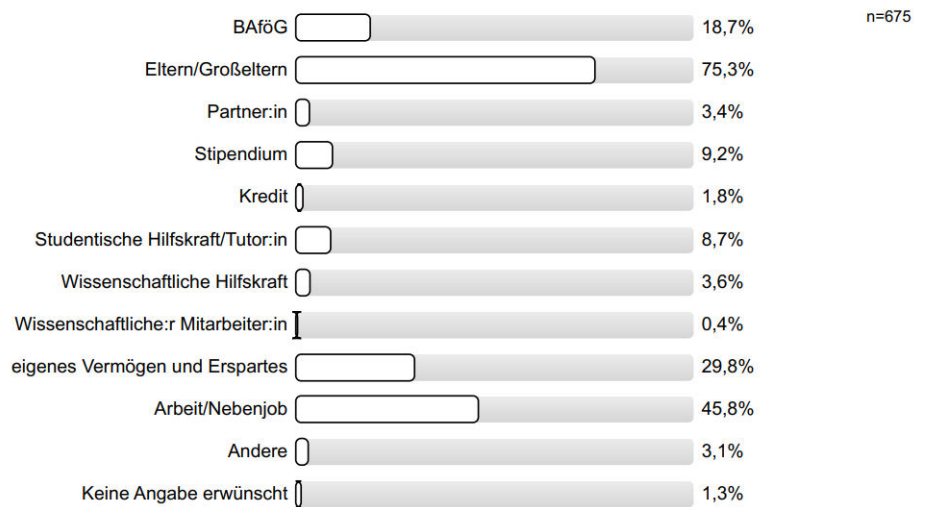 BAföG 18,7% n=675
Eltern/Großeltern 75,3%
Partner:in 3,4%
Stipendium 9,2%
Kredit 1,8%
Studentische Hilfskraft/Tutor:in 8,7%
Wissenschaftliche Hilfskraft 3,6%
Wissenschaftliche:r Mitarbeiter:in 0,4%
eigenes Vermögen und Erspartes 29,8%
Arbeit/Nebenjob 45,8%
Andere 3,1%
Keine Angabe erwünscht 1,3%